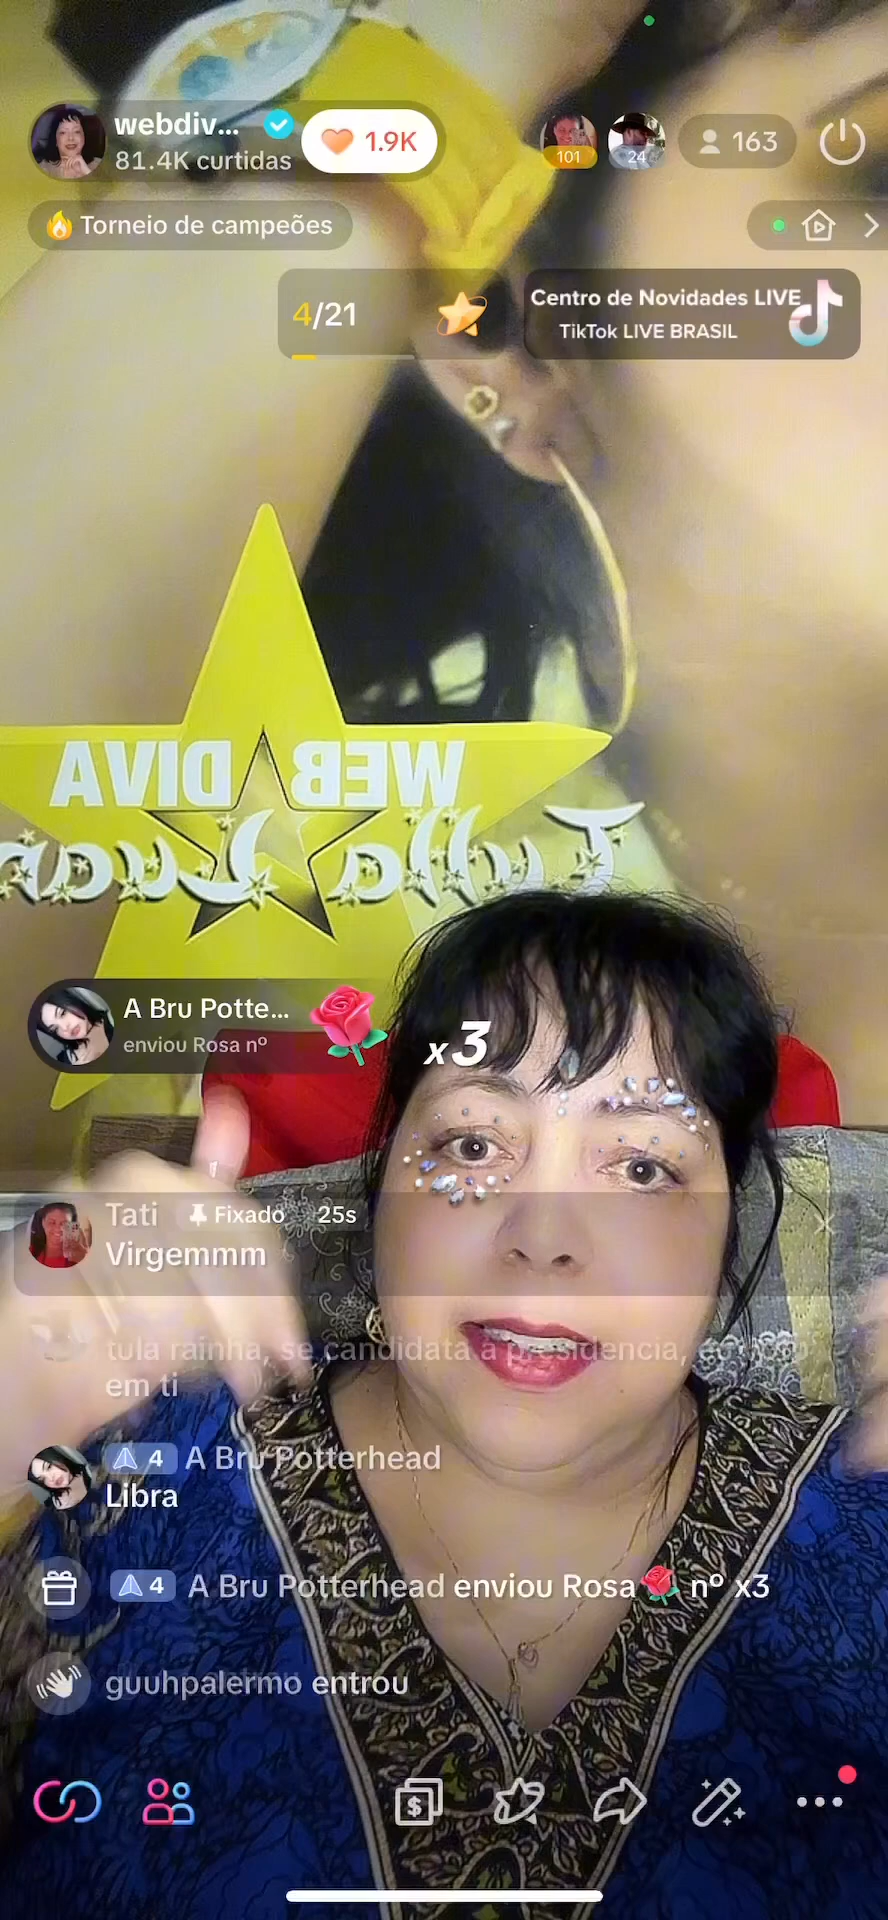 webdiv...
1.9K
81.4K curtidas
101
24
163
Torneio de campeões
4/21
Centro de Novidades LIVE
TikTok LIVE BRASIL
WEB DIVA
Tulla Luana
A Bru Potte...
enviou Rosa nº
x3
Tati Fixado 25s
Virgemmm
tula rainha, se candidata a presidencia,
em ti
4 A Bru Potterhead
Libra
4 A Bru Potterhead enviou Rosa nº x3
guuhpalermo entrou